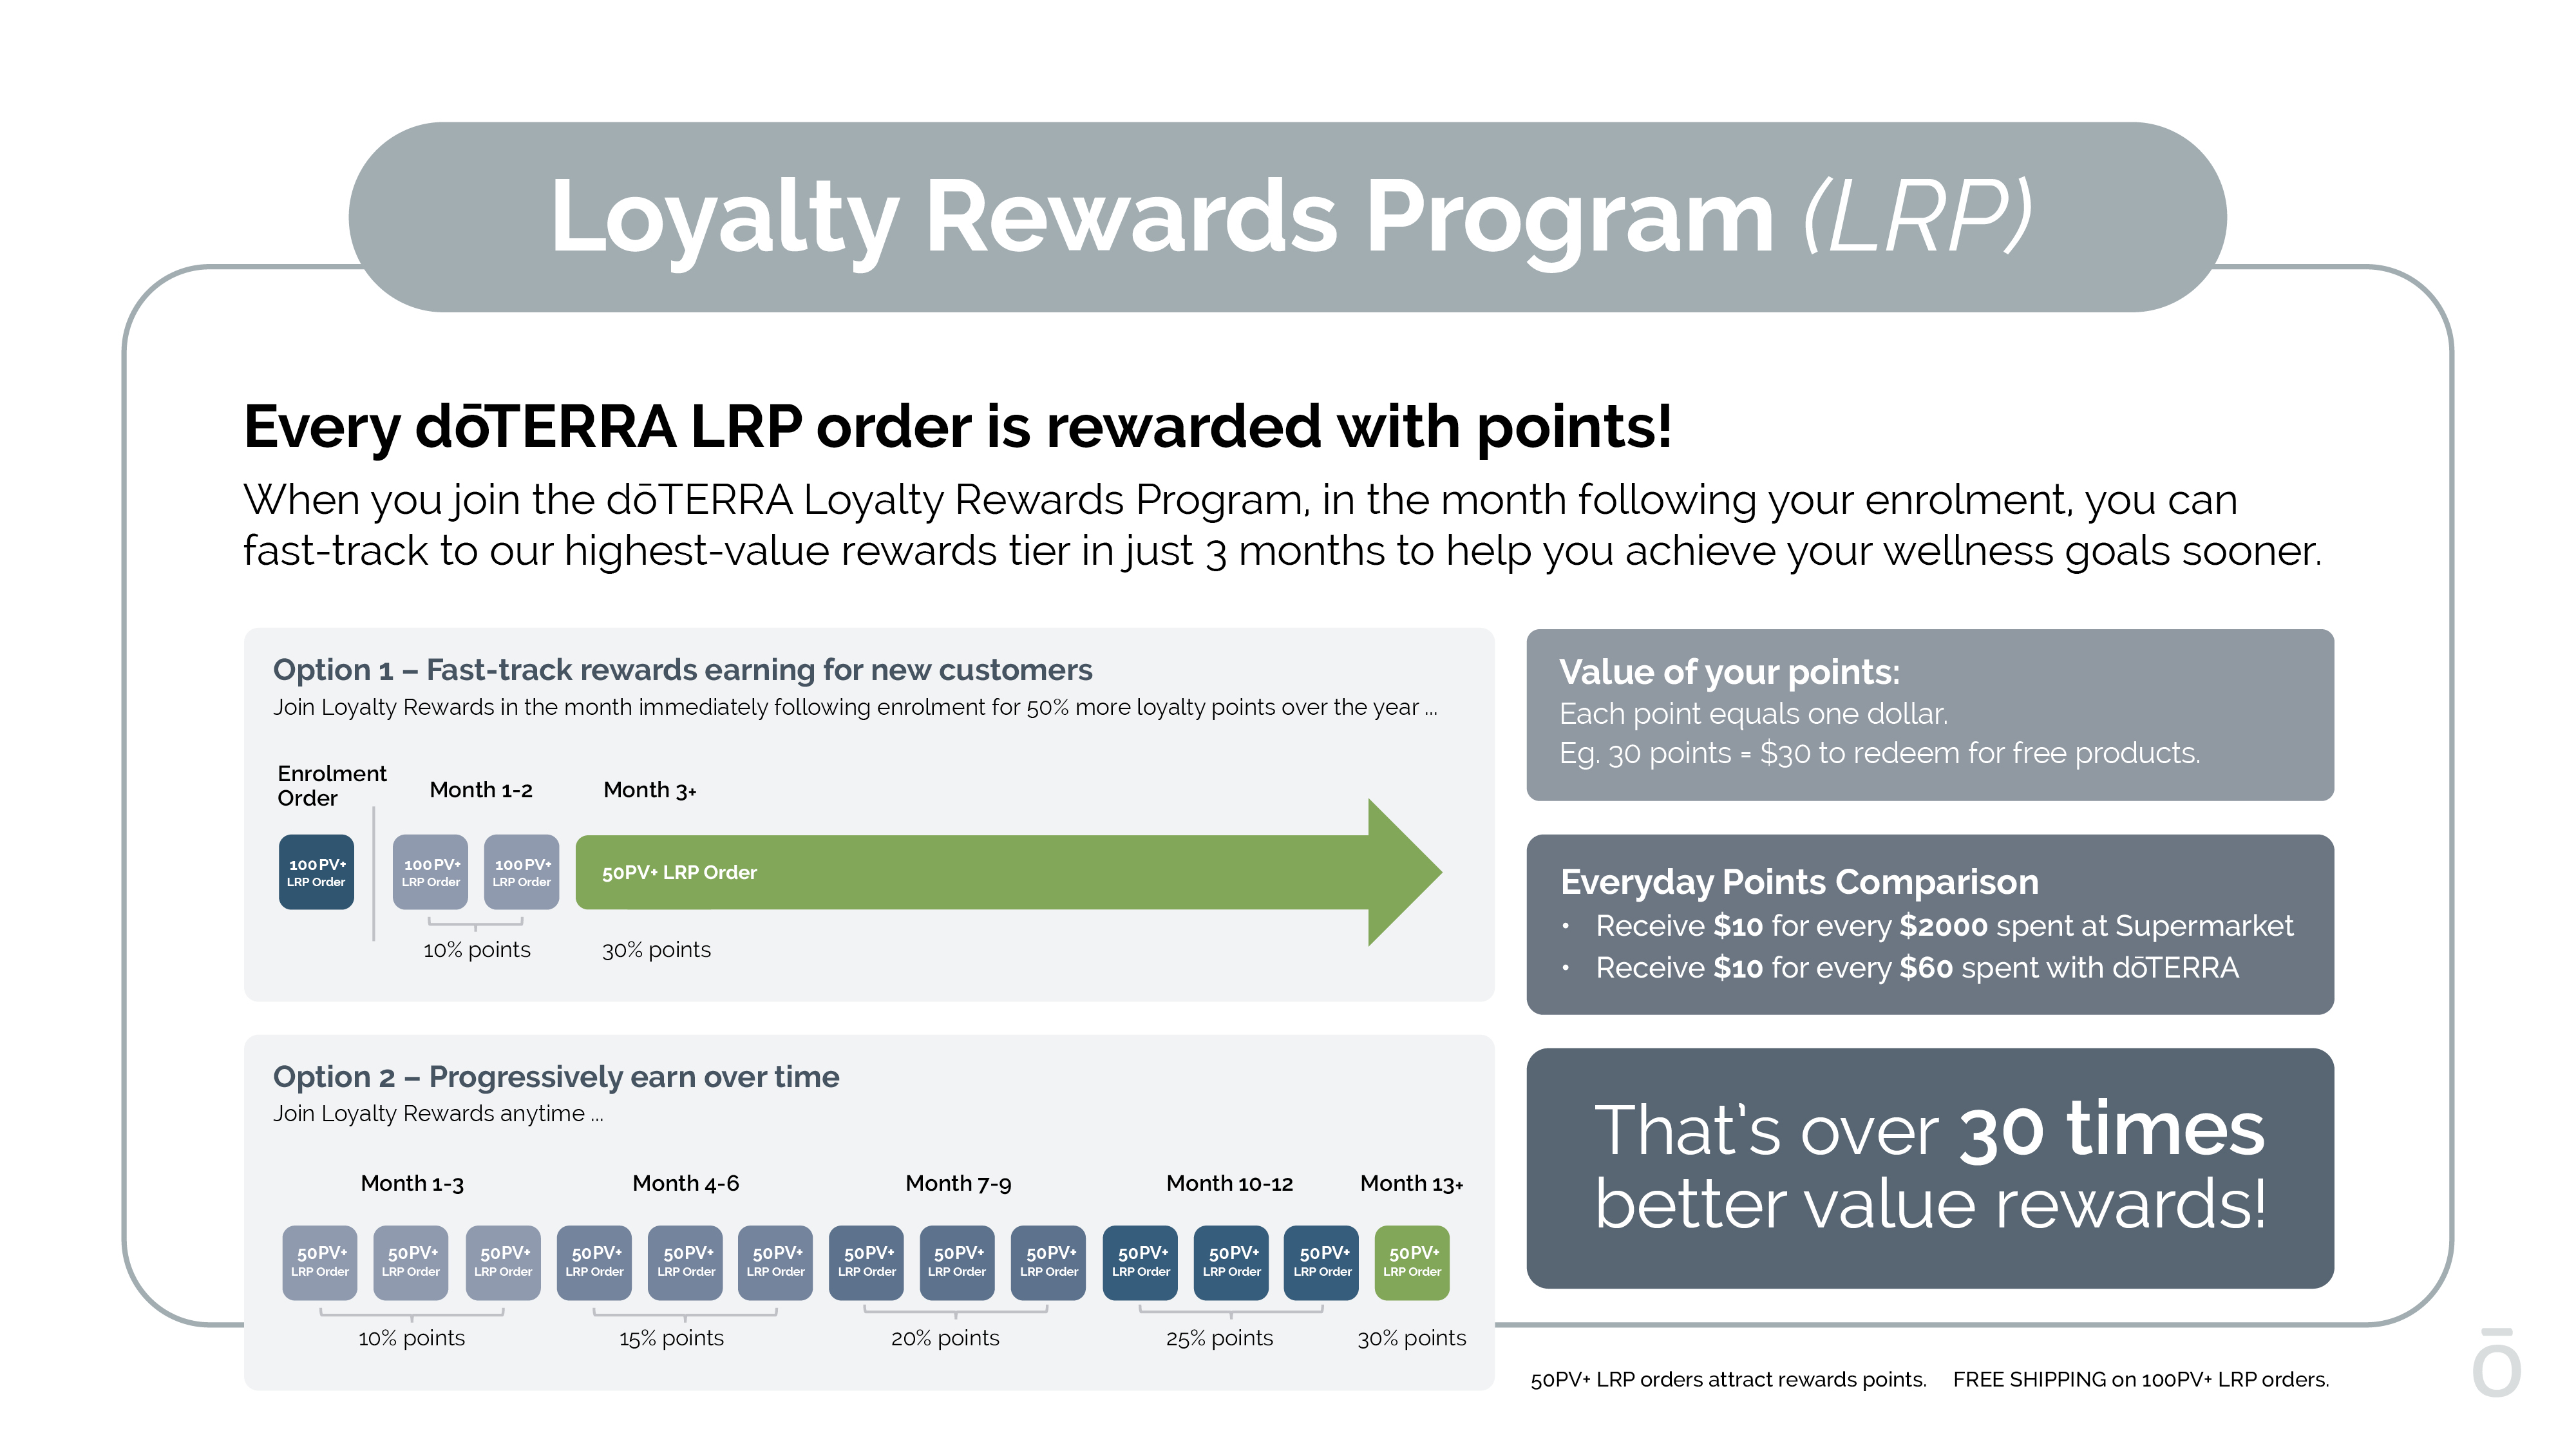 Loyalty Rewards Program (LRP)
Every dōTERRA LRP order is rewarded with points!
When you join the dōTERRA Loyalty Rewards Program, in the month following your enrolment, you can
fast-track to our highest-value rewards tier in just 3 months to help you achieve your wellness goals sooner.
Option 1 – Fast-track rewards earning for new customers
Join Loyalty Rewards in the month immediately following enrolment for 50% more loyalty points over the year ...
Enrolment
Order
Month 1-2
Month 3+
100PV+
LRP Order
100PV+
LRP Order
100PV+
LRP Order
50PV+ LRP Order
10% points
30% points
Option 2 – Progressively earn over time
Join Loyalty Rewards anytime ...
Month 1-3
Month 4-6
Month 7-9
Month 10-12
Month 13+
50PV+
LRP Order
50PV+
LRP Order
50PV+
LRP Order
50PV+
LRP Order
50PV+
LRP Order
50PV+
LRP Order
50PV+
LRP Order
50PV+
LRP Order
50PV+
LRP Order
50PV+
LRP Order
50PV+
LRP Order
50PV+
LRP Order
50PV+
LRP Order
10% points
15% points
20% points
25% points
30% points
Value of your points:
Each point equals one dollar.
Eg. 30 points = $30 to redeem for free products.
Everyday Points Comparison
• Receive $10 for every $2000 spent at Supermarket
• Receive $10 for every $60 spent with dōTERRA
That's over 30 times
better value rewards!
50PV+ LRP orders attract rewards points. FREE SHIPPING on 100PV+ LRP orders.
ō